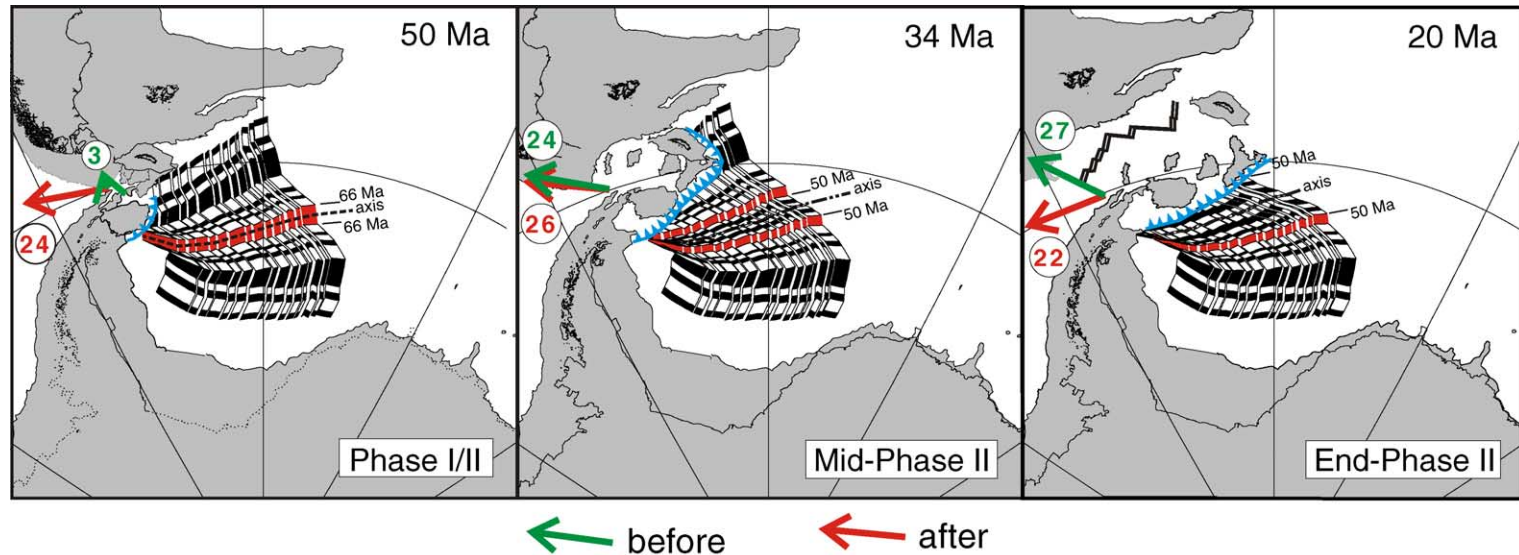 50 Ma
3
24
66 Ma
axis
66 Ma
Phase I/II
34 Ma
24
26
50 Ma
axis
50 Ma
Mid-Phase II
20 Ma
27
22
50 Ma
axis
50 Ma
End-Phase II
before
after